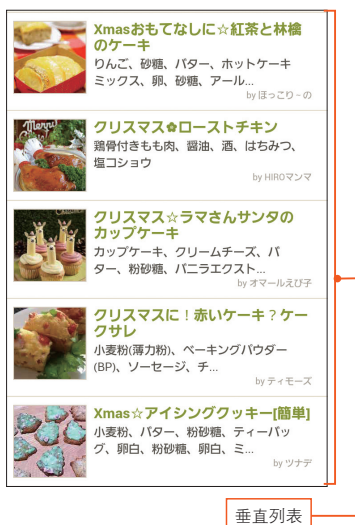 Xmasおもてなしに☆紅茶と林檎
のケーキ
りんご、砂糖、バター、ホットケーキ
ミックス、卵、砂糖、アール...
by ほっこり－の
クリスマス✿ローストチキン
鶏骨付きもも肉、醤油、酒、はちみつ、
塩コショウ
by HIROマンマ
クリスマス☆ラマさんサンタの
カップケーキ
カップケーキ、クリームチーズ、バ
ター、粉砂糖、バニラエクスト...
by オマールえび子
クリスマスに！赤いケーキ？ケー
クサレ
小麦粉(薄力粉)、ベーキングパウダー
(BP)、ソーセージ、チ...
by ティモーズ
Xmas☆アイシングクッキー[簡単]
小麦粉、バター、粉砂糖、ティーバッ
グ、卵白、粉砂糖、卵白、ミ...
by ツナデ
垂直列表